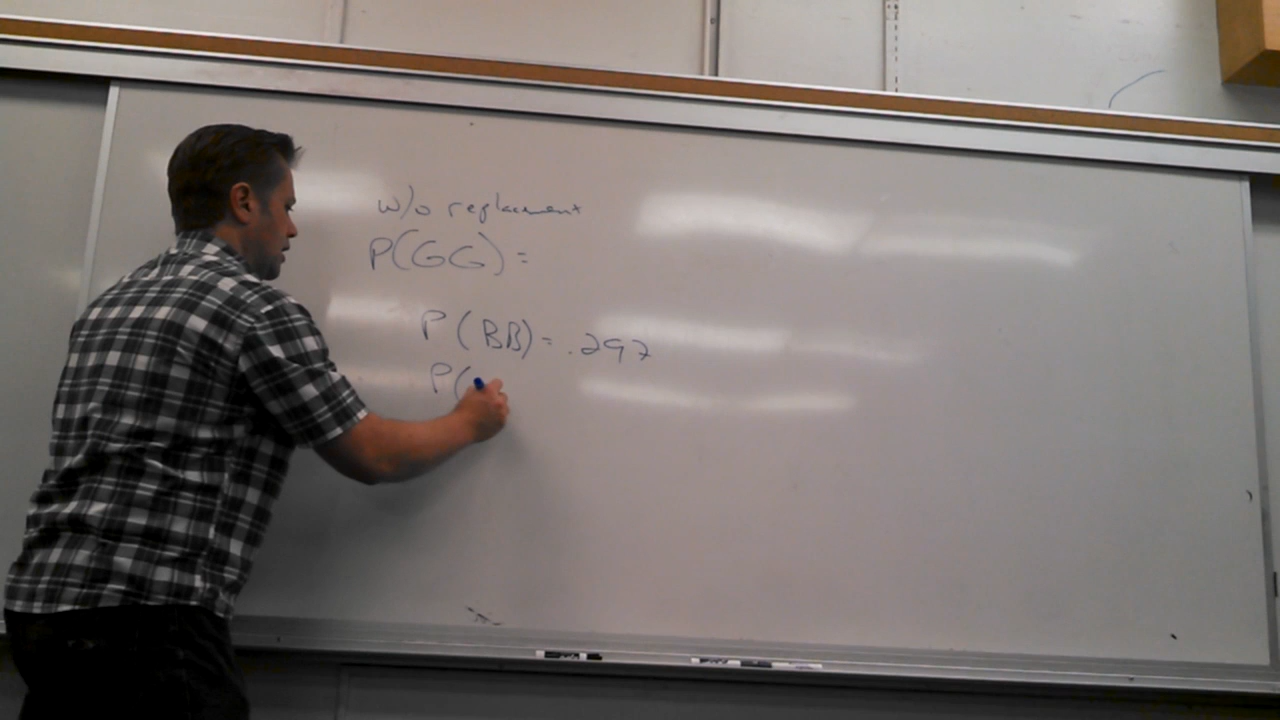 w/o replacement
P(GG) =
P(BB) = .297
P(